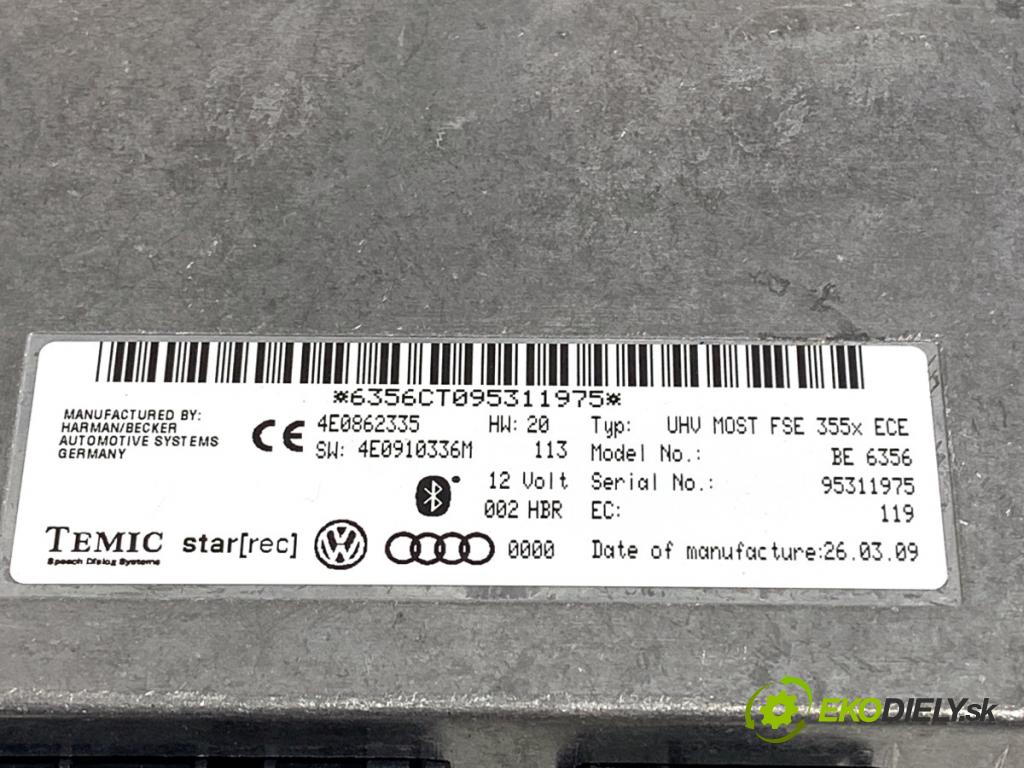 *6356CT095311975*
MANUFACTURED BY:
HARMAN/BECKER
AUTOMOTIVE SYSTEMS
GERMANY
CE
4E0862335 HW: 20
SW: 4E0910336M 113
12 Volt
002 HBR
Typ: UHV MOST FSE 355x ECE
Model No.: BE 6356
Serial No.: 95311975
EC: 119
TEMIC
Speech Dialog Systems
star[rec]
0000
Date of manufacture:26.03.09
EKODIELY.sk